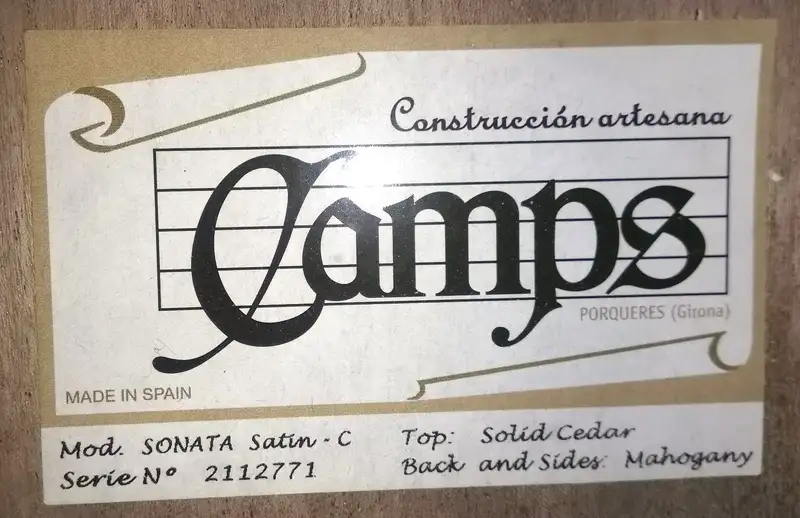 Construcción artesana
Camps
PORQUERES (Girona)
MADE IN SPAIN
Mod. SONATA Satin - C
Serie Nº 2112771
Top: Solid Cedar
Back and Sides: Mahogany